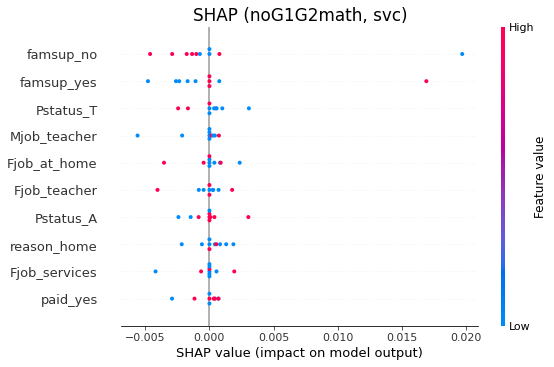 SHAP (noG1G2math, svc)
High
famsup_no
famsup_yes
Pstatus_T
Mjob_teacher
Fjob_at_home
Fjob_teacher
Pstatus_A
reason_home
Fjob_services
paid_yes
Feature value
Low
−0.005 0.000 0.005 0.010 0.015 0.020
SHAP value (impact on model output)